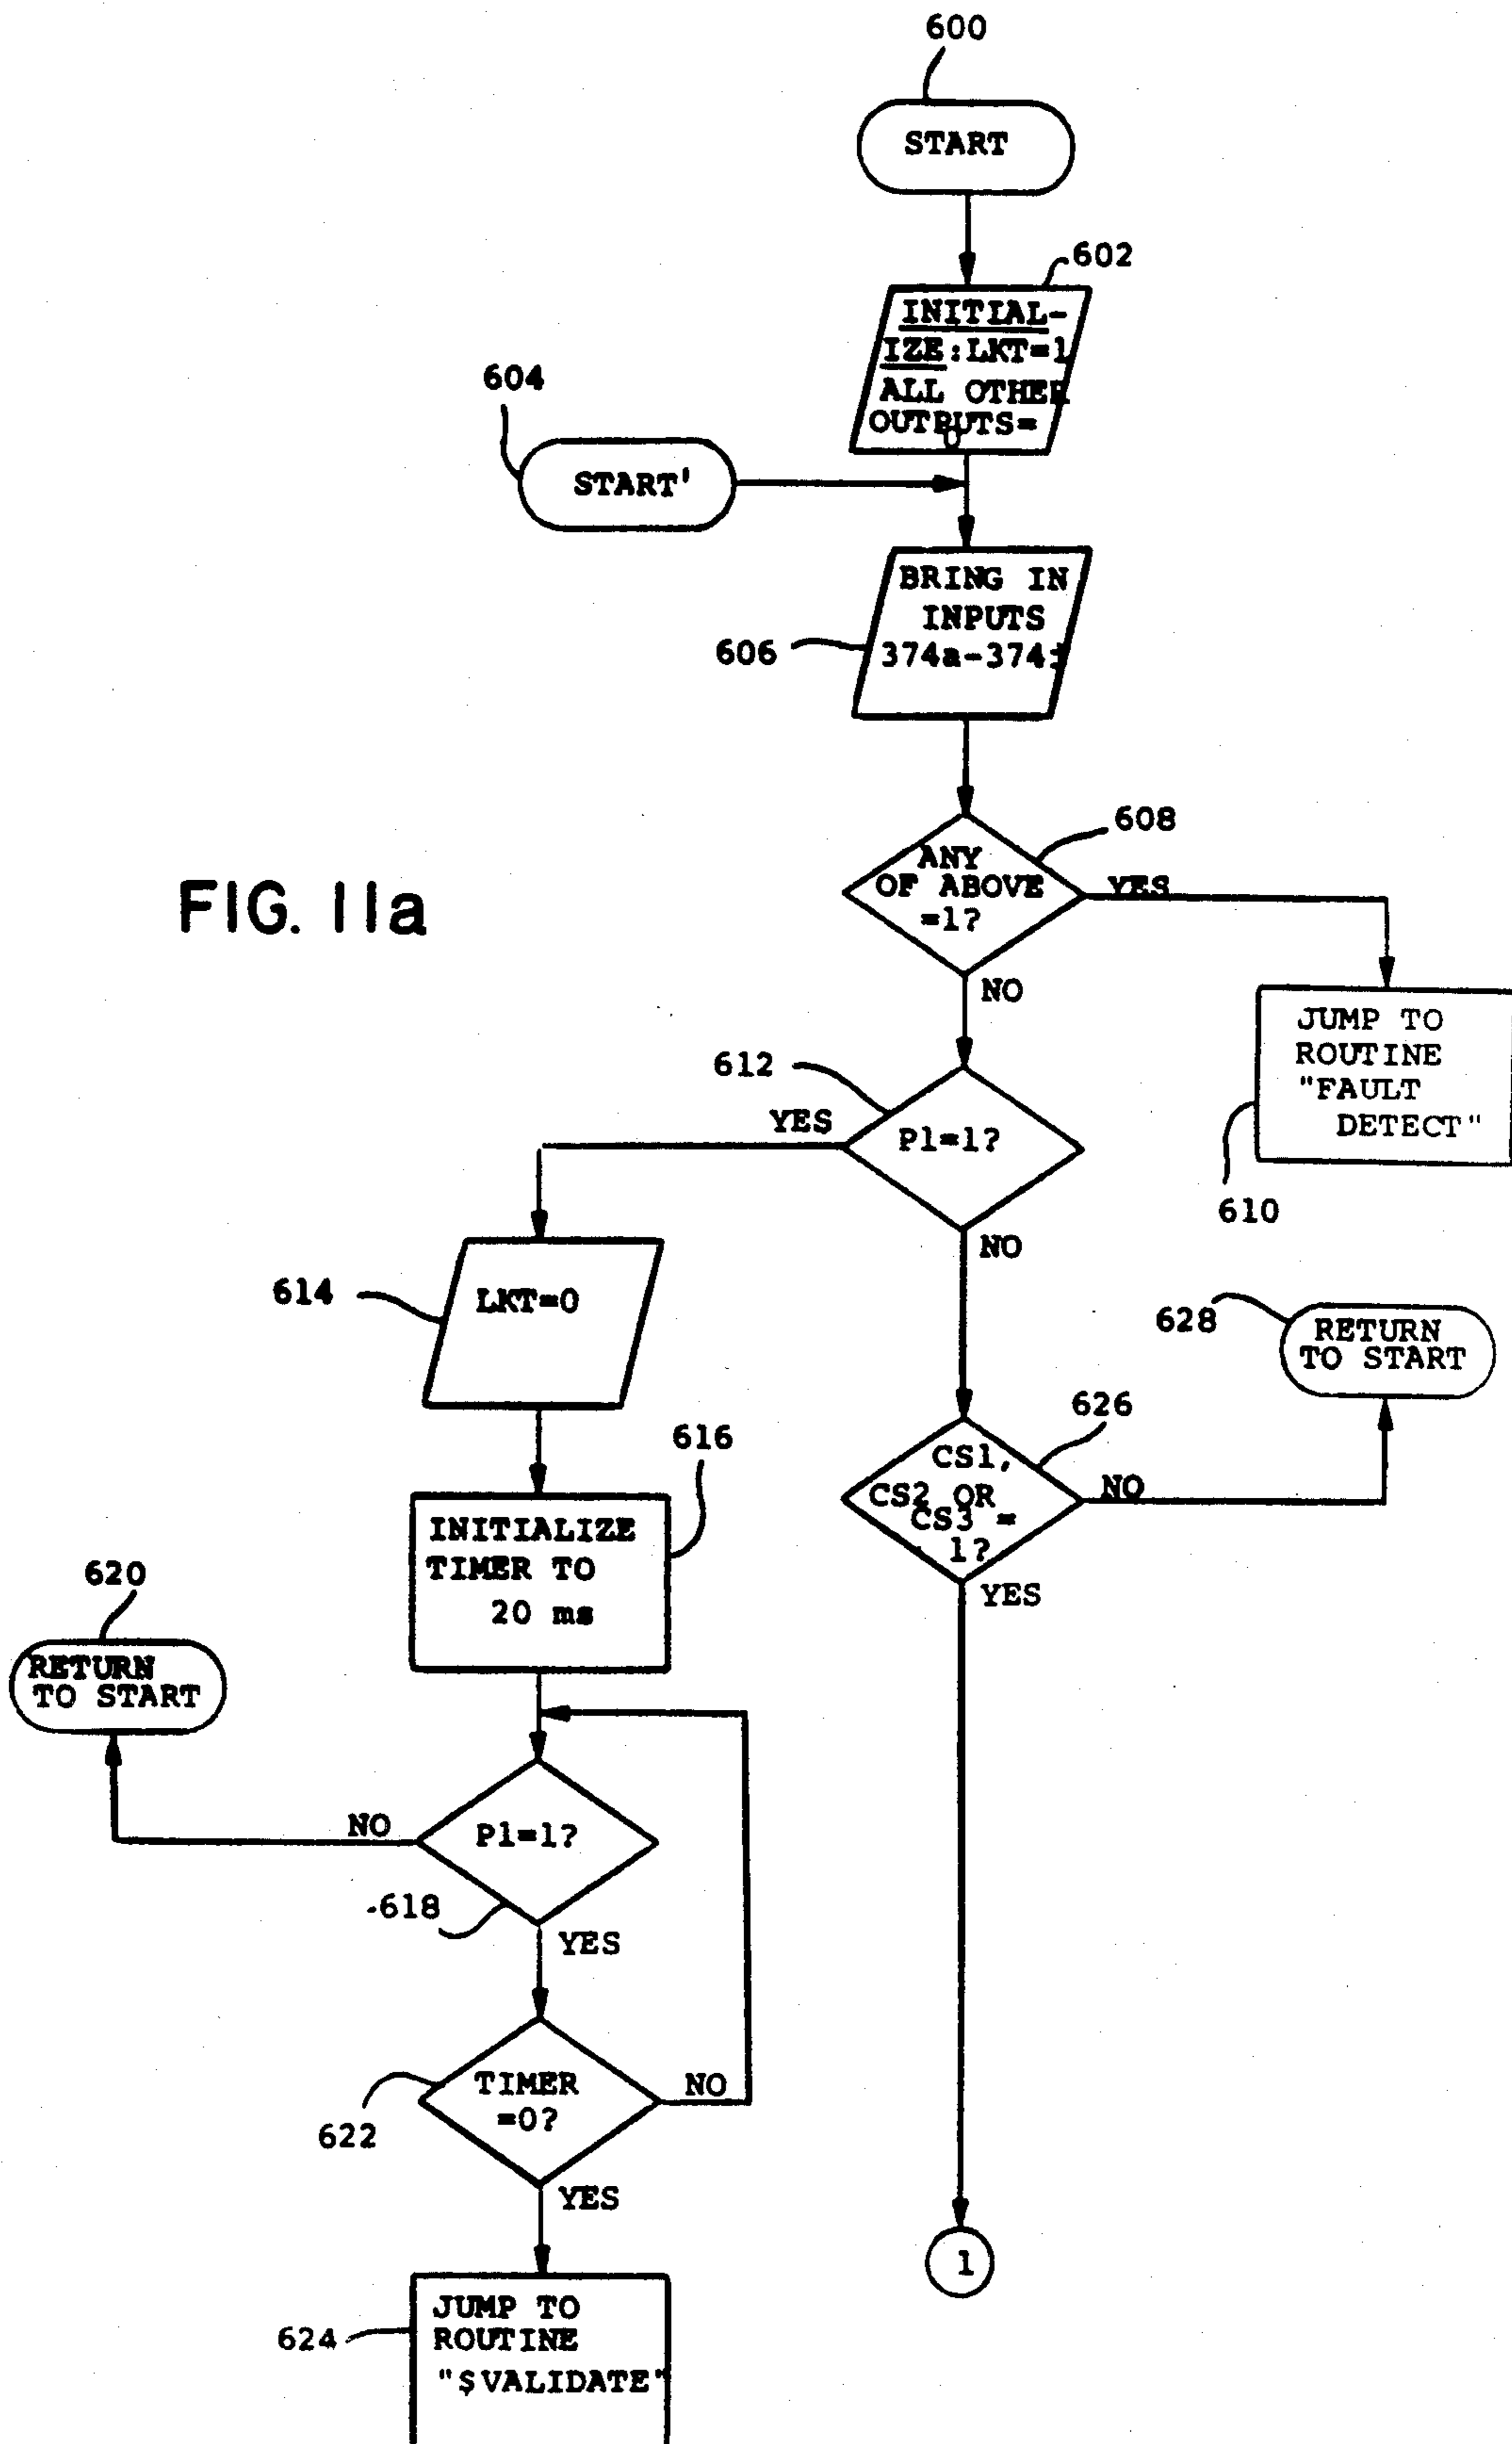 600
START
602
INITIAL-
IZE:LKT=1
ALL OTHER
OUTPUTS=
0
604
START'
BRING IN
INPUTS
374a-374j
606
608
ANY
OF ABOVE
=1?
YES
NO
FIG. 11a
JUMP TO
ROUTINE
"FAULT
DETECT"
610
612
YES
P1=1?
NO
614
LKT=0
628
RETURN
TO START
616
INITIALIZE
TIMER TO
20 ms
626
CS1,
CS2 OR
CS3 =
1?
NO
YES
620
RETURN
TO START
NO
P1=1?
618
YES
622
TIMER
=0?
NO
YES
1
624
JUMP TO
ROUTINE
"$VALIDATE"